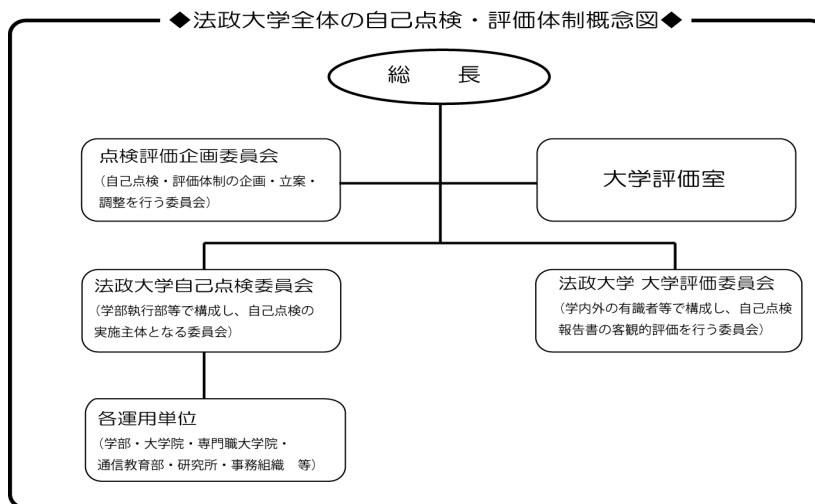 ◆法政大学全体の自己点検・評価体制概念図◆
総　長
点検評価企画委員会
（自己点検・評価体制の企画・立案・
調整を行う委員会）
大学評価室
法政大学自己点検委員会
（学部執行部等で構成し、自己点検の
実施主体となる委員会）
法政大学 大学評価委員会
（学内外の有識者等で構成し、自己点検
報告書の客観的評価を行う委員会）
各運用単位
（学部・大学院・専門職大学院・
通信教育部・研究所・事務組織　等）